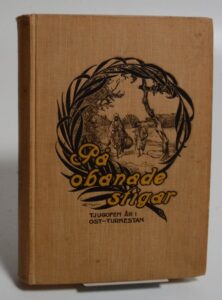 På
obanade
stigar
TJUGOFEM ÅR I
OST-TURKESTAN